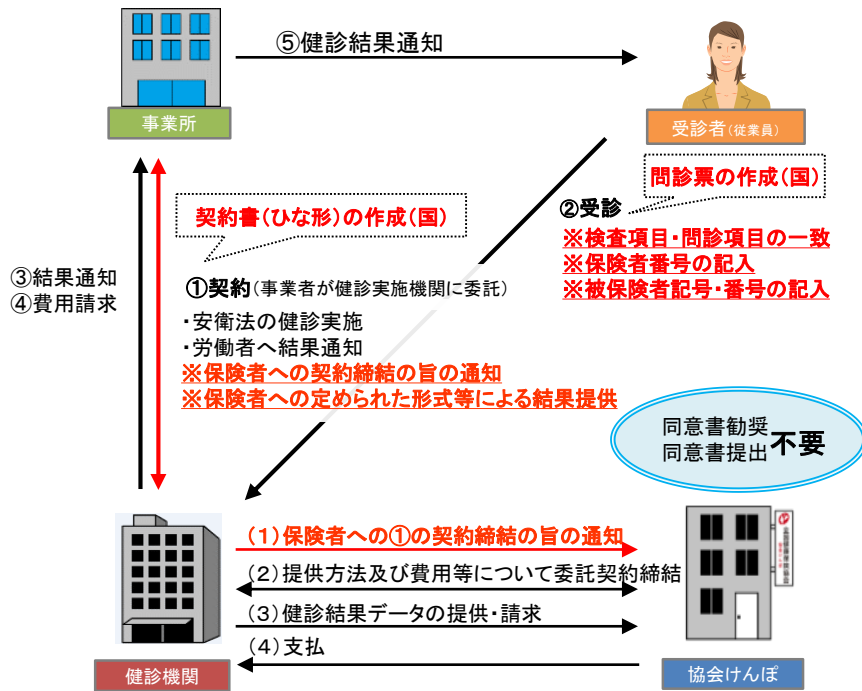 ⑤健診結果通知
事業所
受診者(従業員)
問診票の作成(国)
契約書(ひな形)の作成(国)
②受診
※検査項目・問診項目の一致
※保険者番号の記入
※被保険者記号・番号の記入
③結果通知
④費用請求
①契約(事業者が健診実施機関に委託)
・安衛法の健診実施
・労働者へ結果通知
※保険者への契約締結の旨の通知
※保険者への定められた形式等による結果提供
同意書勧奨
同意書提出
不要
(1)保険者への①の契約締結の旨の通知
(2)提供方法及び費用等について委託契約締結
(3)健診結果データの提供・請求
(4)支払
健診機関
協会けんぽ